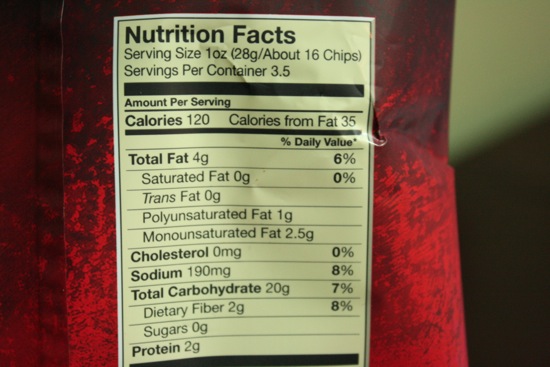 Nutrition Facts
Serving Size 1oz (28g/About 16 Chips)
Servings Per Container 3.5
Amount Per Serving
Calories 120 Calories from Fat 35
% Daily Value*
Total Fat 4g 6%
Saturated Fat 0g 0%
Trans Fat 0g
Polyunsaturated Fat 1g
Monounsaturated Fat 2.5g
Cholesterol 0mg 0%
Sodium 190mg 8%
Total Carbohydrate 20g 7%
Dietary Fiber 2g 8%
Sugars 0g
Protein 2g